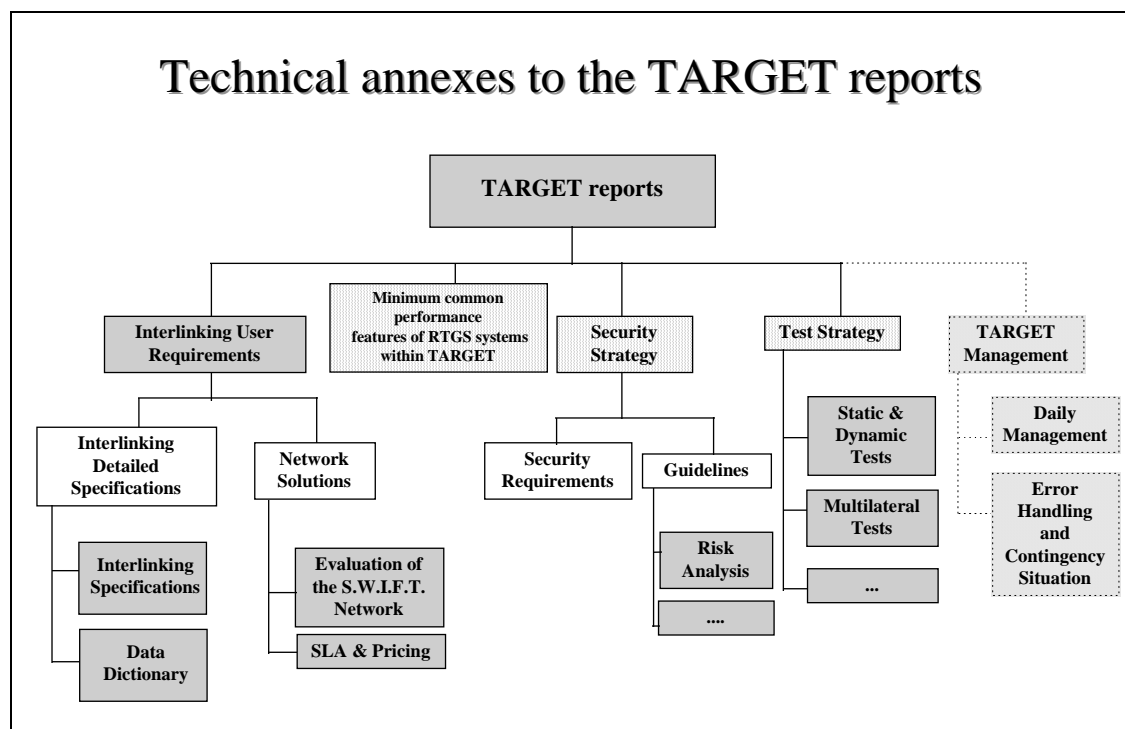 Technical annexes to the TARGET reports
TARGET reports
Interlinking User
Requirements
Minimum common
performance
features of RTGS systems
within TARGET
Security
Strategy
Test Strategy
TARGET
Management
Interlinking
Detailed
Specifications
Network
Solutions
Security
Requirements
Guidelines
Static &
Dynamic
Tests
Daily
Management
Interlinking
Specifications
Evaluation of
the S.W.I.F.T.
Network
Risk
Analysis
Multilateral
Tests
Error
Handling
and
Contingency
Situation
Data
Dictionary
SLA & Pricing
....
...